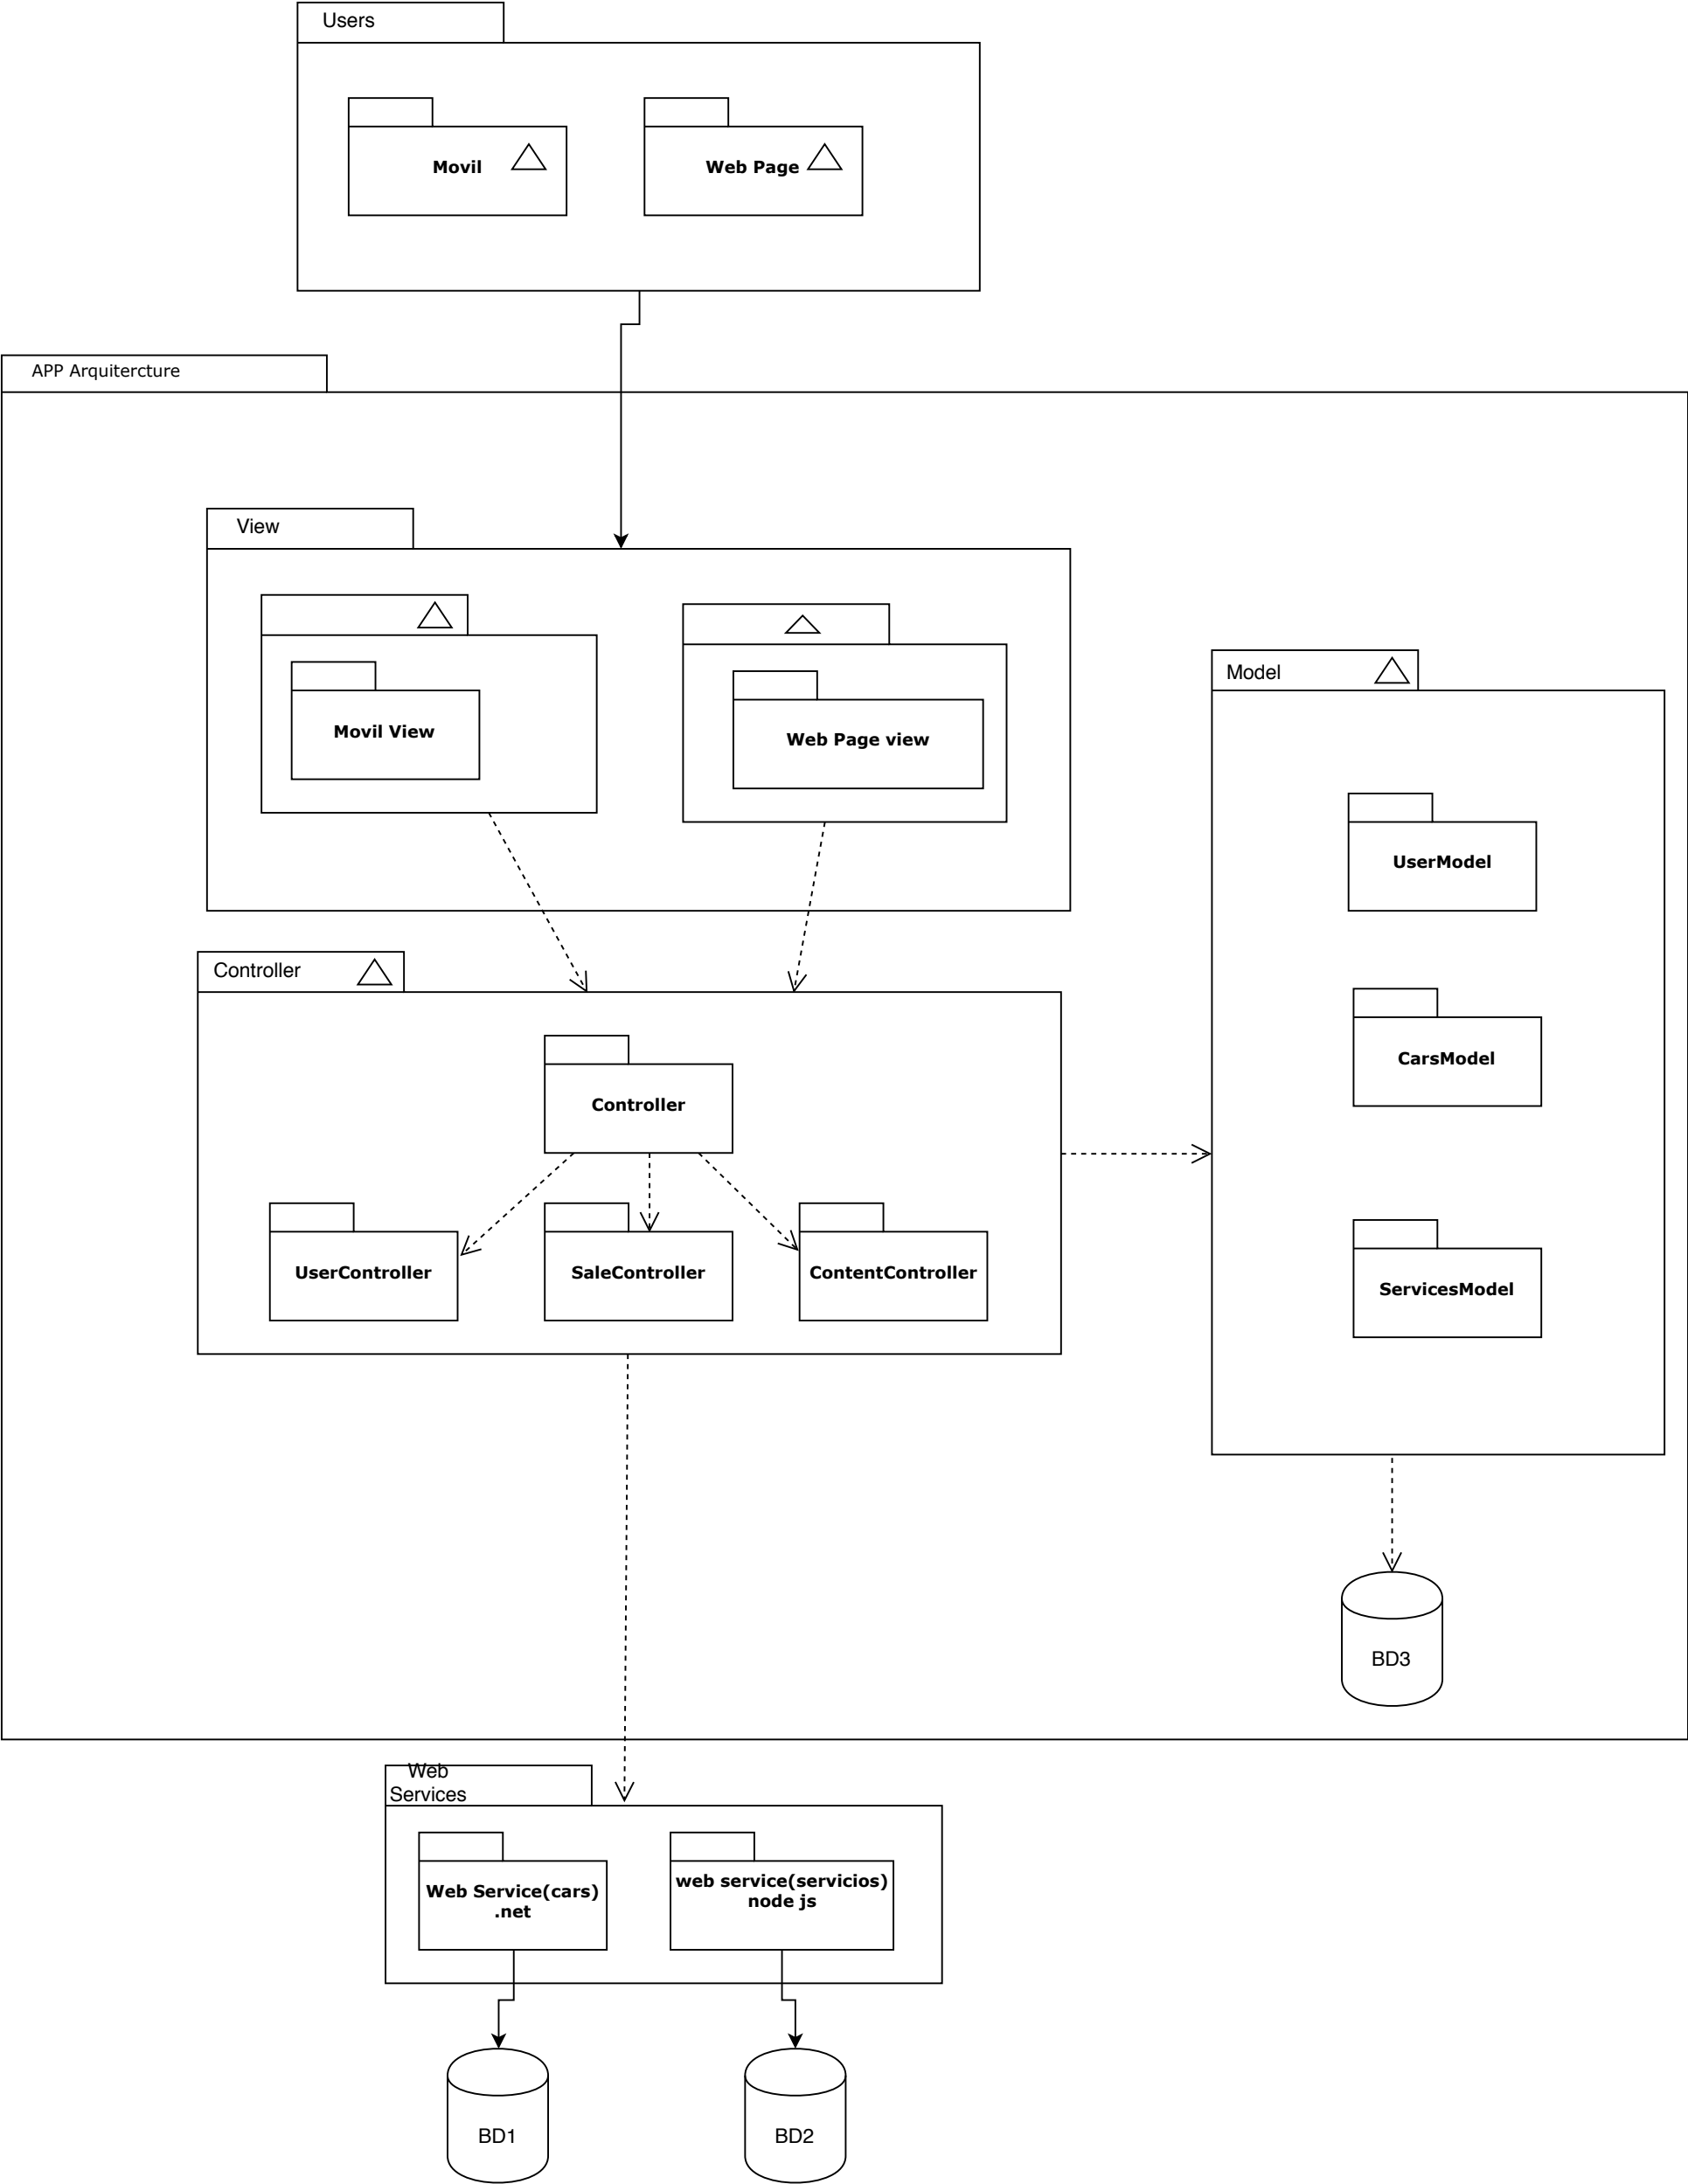 Users
Movil
Web Page
APP Arquitercture
View
Movil View
Web Page view
Model
UserModel
Controller
CarsModel
Controller
UserController
SaleController
ContentController
ServicesModel
BD3
Web
Services
Web Service(cars)
.net
web service(servicios)
node js
BD1
BD2